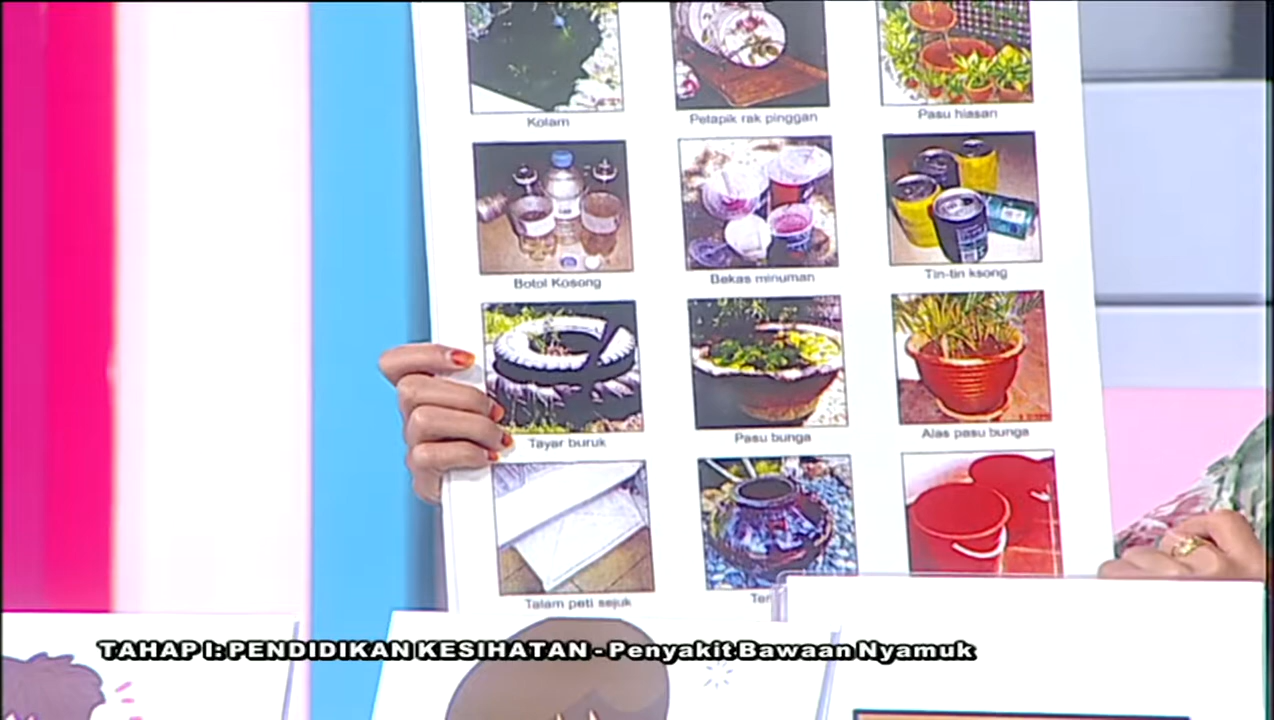 Kolam
Pelapik rak pinggan
Pasu hiasan
Botol Kosong
Bekas minuman
Tin-tin ksong
Tayar buruk
Pasu bunga
Alas pasu bunga
Talam peti sejuk
TAHAP I: PENDIDIKAN KESIHATAN - Penyakit Bawaan Nyamuk